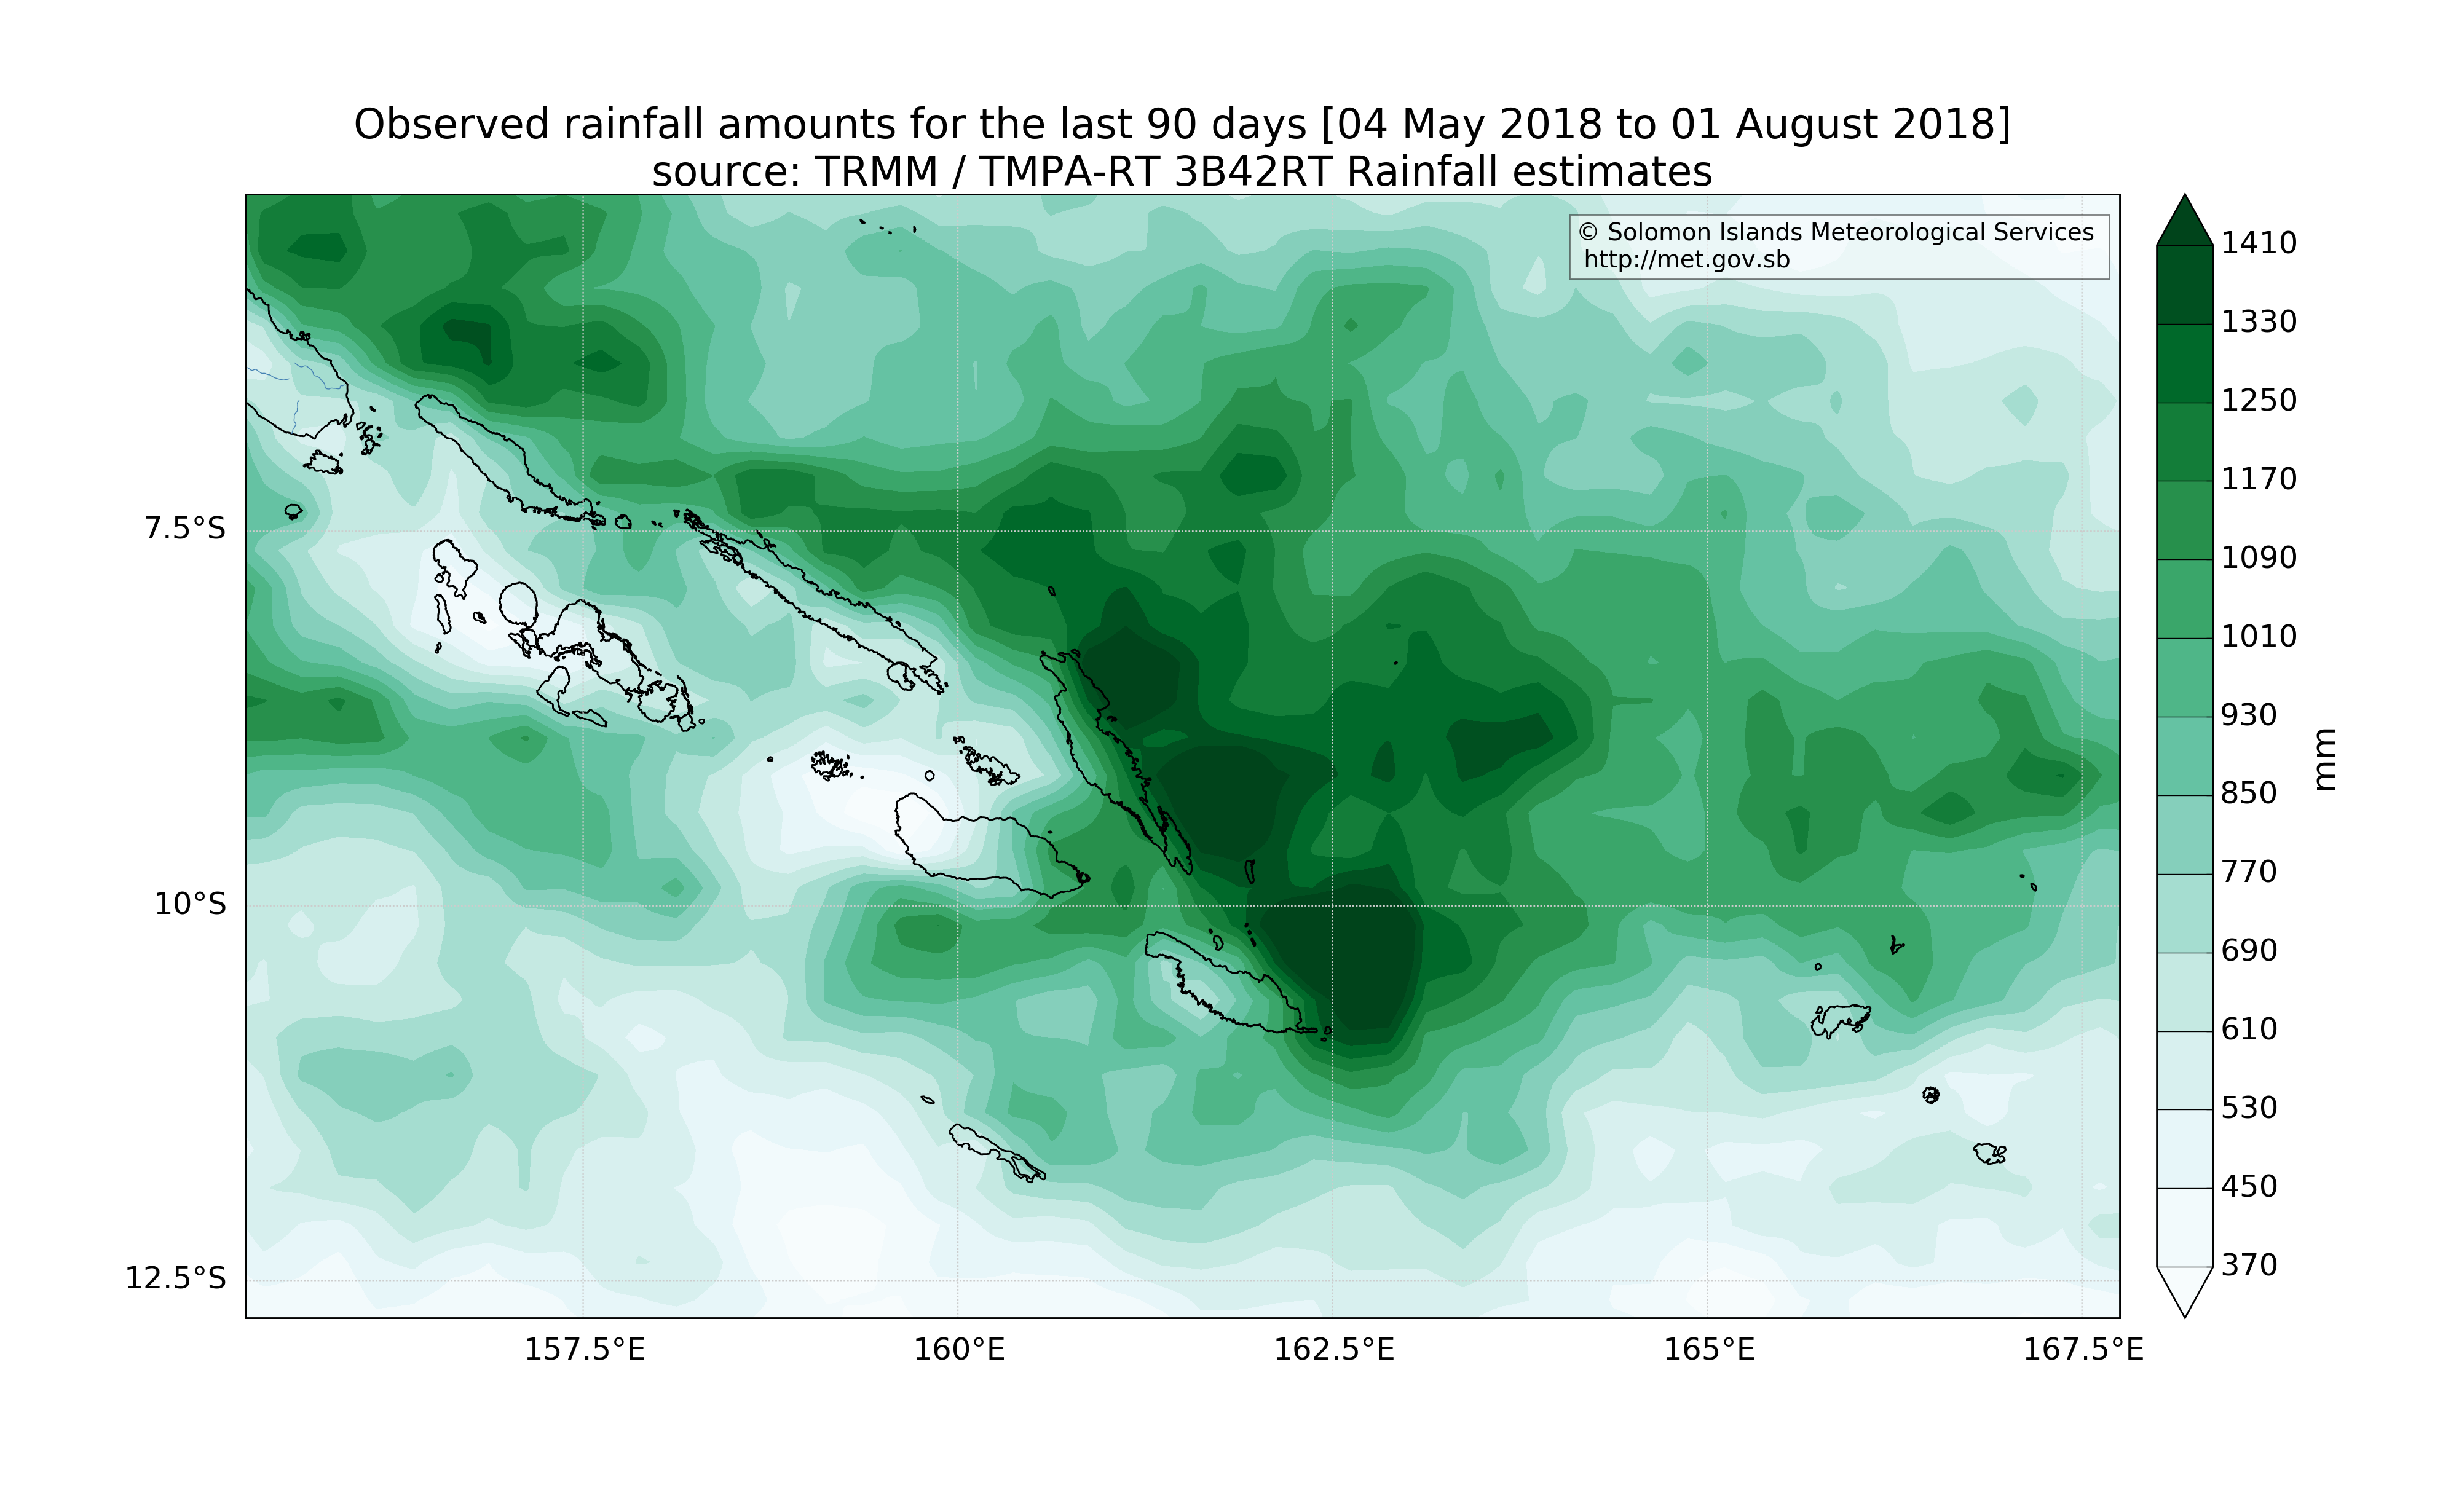 Observed rainfall amounts for the last 90 days [04 May 2018 to 01 August 2018]
source: TRMM / TMPA-RT 3B42RT Rainfall estimates
© Solomon Islands Meteorological Services
http://met.gov.sb
7.5°S
10°S
12.5°S
157.5°E
160°E
162.5°E
165°E
167.5°E
1410
1330
1250
1170
1090
1010
930
850
770
690
610
530
450
370
mm